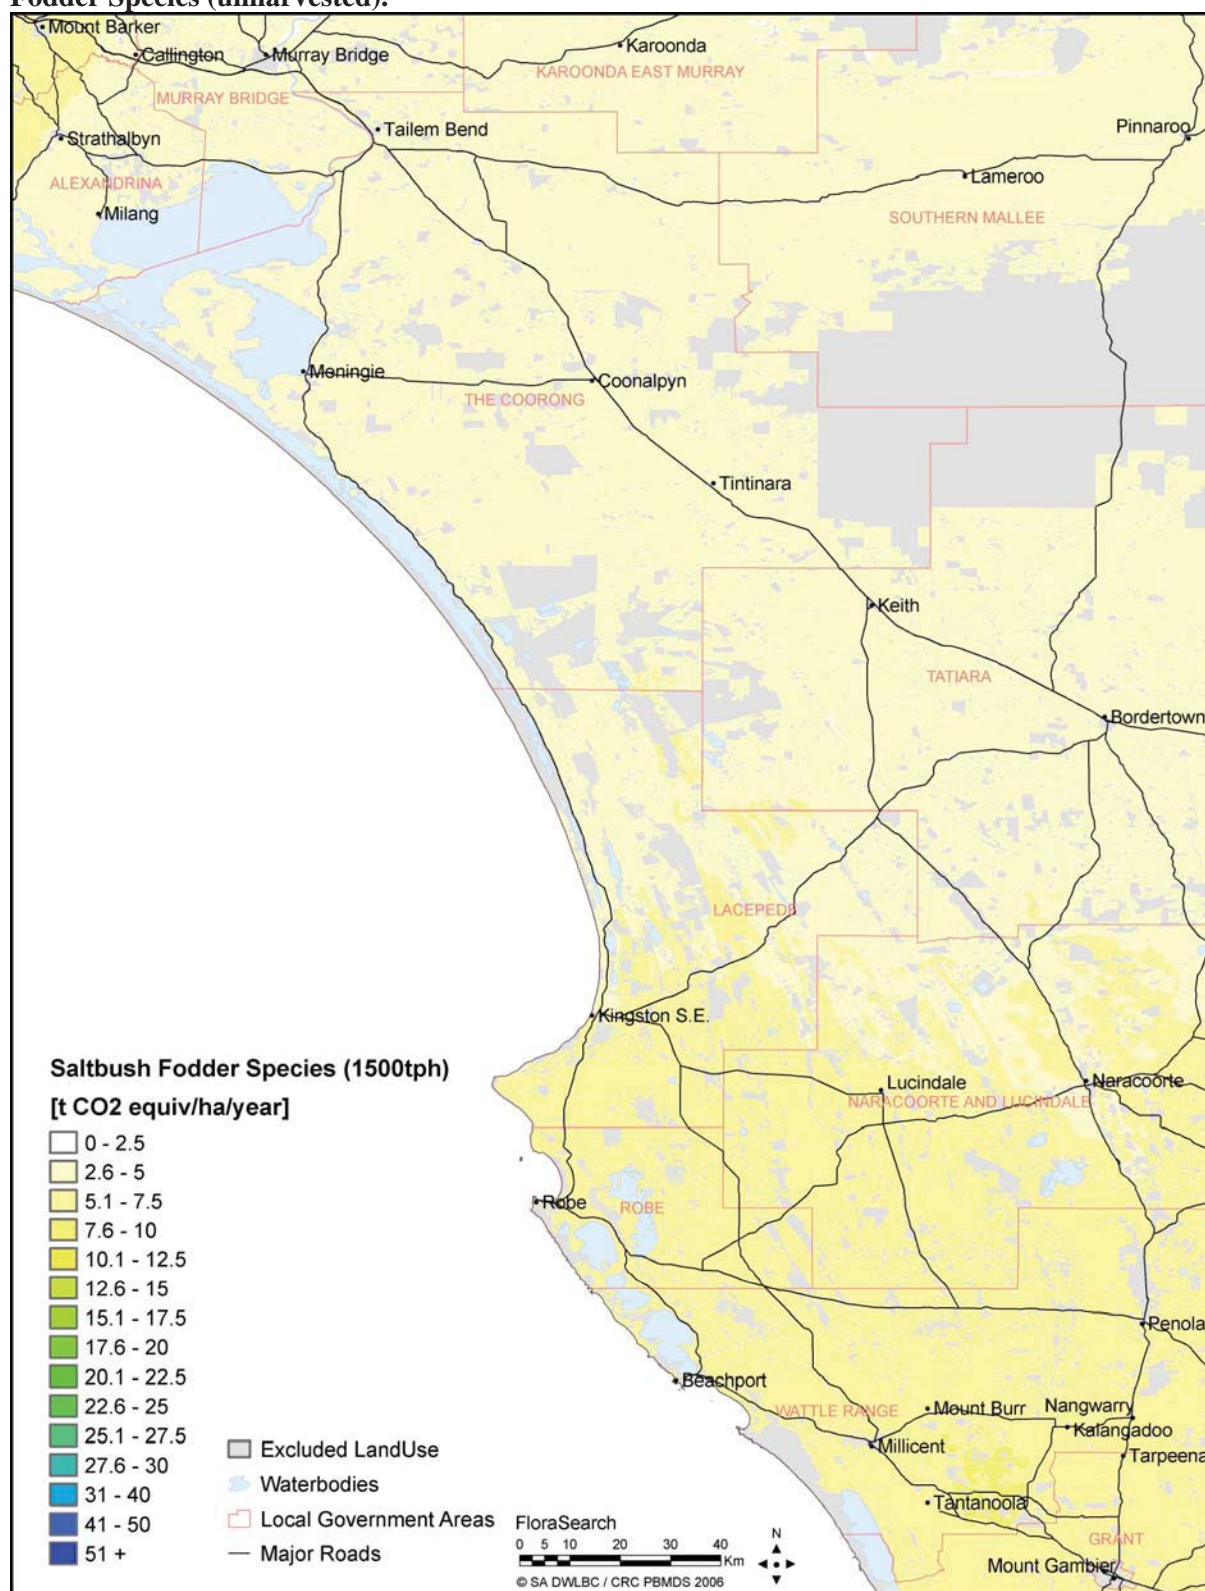 Fodder Species (unharvested).
Mount Barker
Callington
Murray Bridge
Karoonda
KAROONDA EAST MURRAY
MURRAY BRIDGE
Strathalbyn
Tailem Bend
Pinnaroo
ALEXANDRINA
Lameroo
Milang
SOUTHERN MALLEE
Meningie
Coonalpyn
THE COORONG
Tintinara
Keith
TATIARA
Bordertown
LACEPEDE
Kingston S.E.
Lucindale
Naracoorte
NARACOORTE AND LUCINDALE
Robe
ROBE
Penola
Beachport
WATTLE RANGE
Mount Burr
Nangwarry
Kalangadoo
Millicent
Tarpeena
Tantanoola
GRANT
Mount Gambier
Saltbush Fodder Species (1500tph)
[t CO2 equiv/ha/year]
0 - 2.5
2.6 - 5
5.1 - 7.5
7.6 - 10
10.1 - 12.5
12.6 - 15
15.1 - 17.5
17.6 - 20
20.1 - 22.5
22.6 - 25
25.1 - 27.5
27.6 - 30
31 - 40
41 - 50
51 +
Excluded LandUse
Waterbodies
Local Government Areas
Major Roads
FloraSearch
0 5 10 20 30 40
Km
N
© SA DWLBC / CRC PBMDS 2006